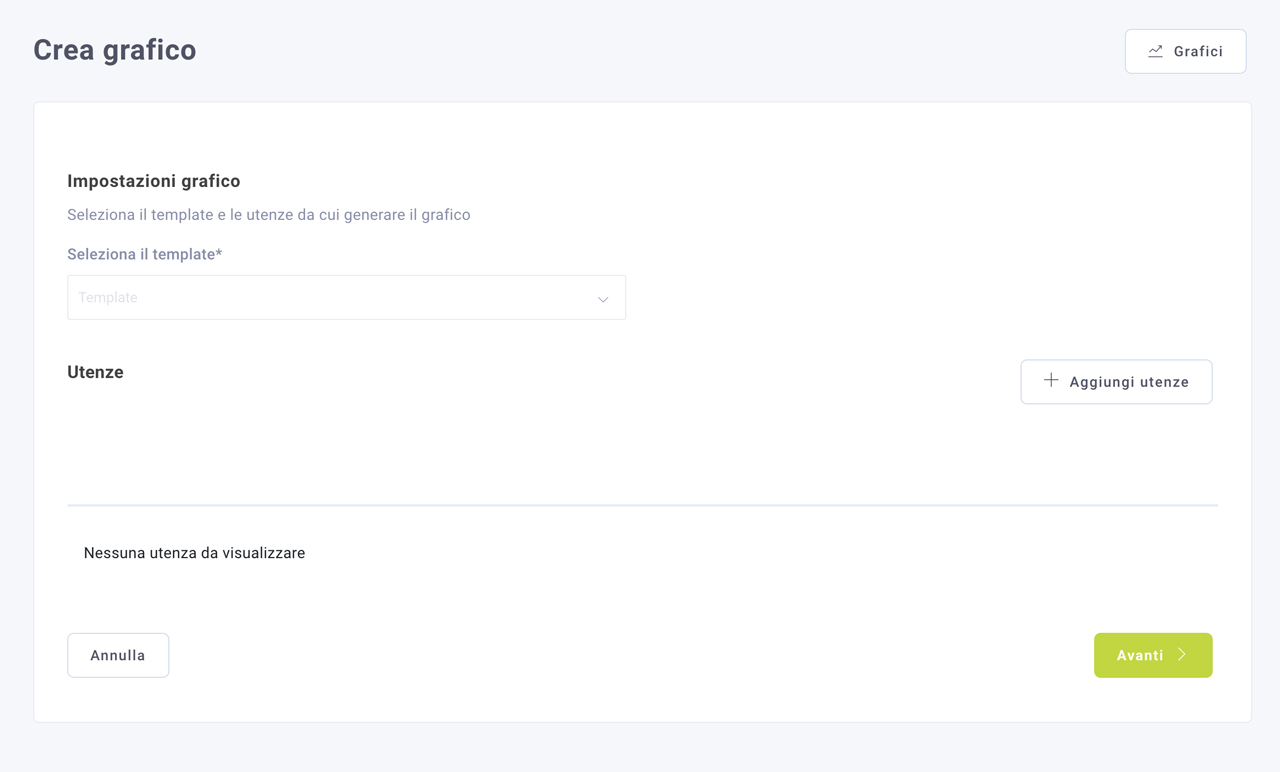 Crea grafico
Grafici
Impostazioni grafico
Seleziona il template e le utenze da cui generare il grafico
Seleziona il template*
Template
Utenze
Aggiungi utenze
Nessuna utenza da visualizzare
Annulla
Avanti